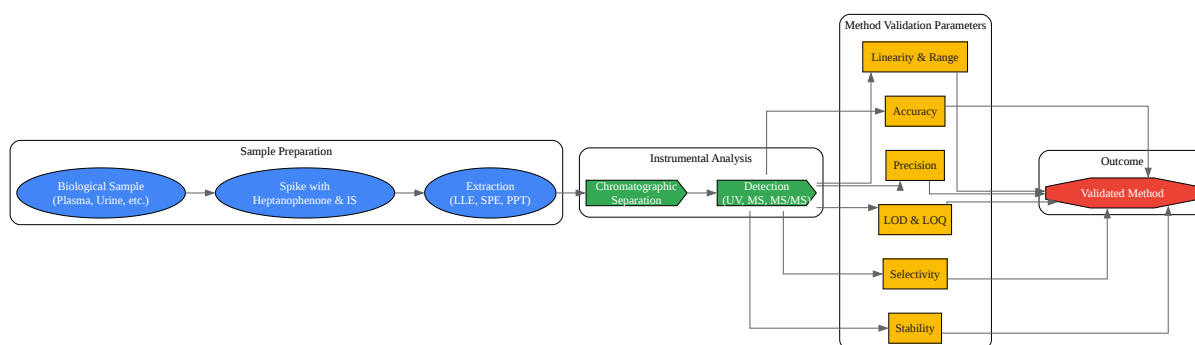 Sample Preparation
Biological Sample
(Plasma, Urine, etc.)
Spike with
Heptanophenone & IS
Extraction
(LLE, SPE, PPT)
Instrumental Analysis
Chromatographic
Separation
Detection
(UV, MS, MS/MS)
Method Validation Parameters
Linearity & Range
Accuracy
Precision
LOD & LOQ
Selectivity
Stability
Outcome
Validated Method